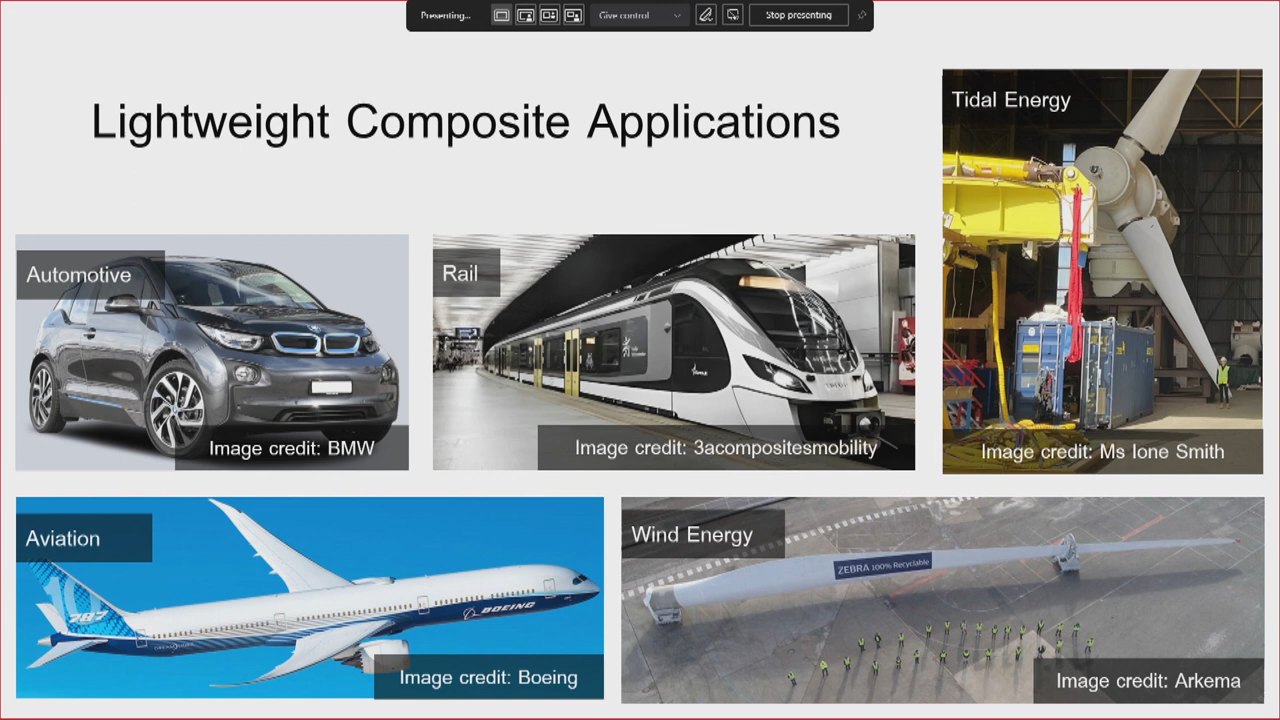 Presenting...
Give control
Stop presenting
Lightweight Composite Applications
Tidal Energy
Image credit: Ms Ione Smith
Automotive
Image credit: BMW
Rail
Image credit: 3acompositesmobility
Aviation
787
BOEING
Image credit: Boeing
Wind Energy
ZEBRA 100% Recyclable
Image credit: Arkema